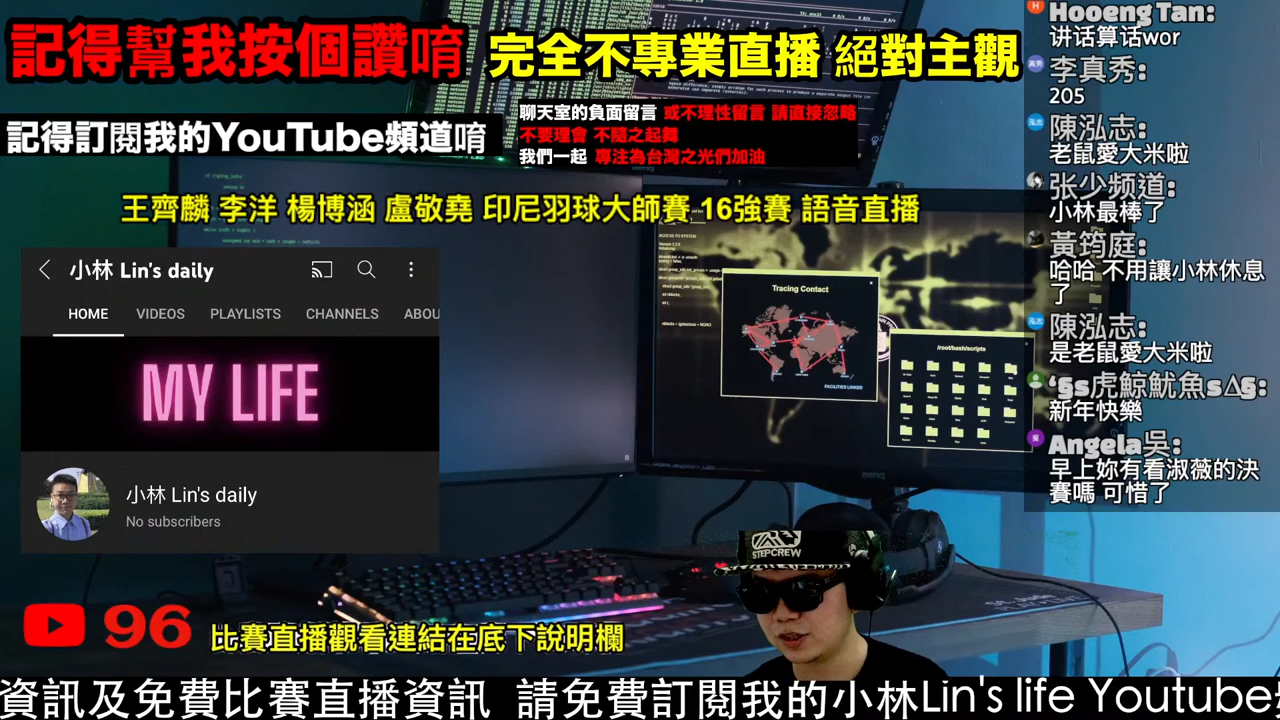 記得幫我按個讚唷
完全不專業直播 絕對主觀
記得訂閱我的YouTube頻道唷
聊天室的負面留言 或不理性留言 請直接忽略
不要理會 不隨之起舞
我們一起 專注為台灣之光們加油
王齊麟 李洋 楊博涵 盧敬堯 印尼羽球大師賽 16強賽 語音直播
小林 Lin's daily
HOME VIDEOS PLAYLISTS CHANNELS ABOU
MY LIFE
小林 Lin's daily
No subscribers
Tracing Contact
FACILITIES LINKED
/root/bash/scripts
BenQ
STEPCREW
96
比賽直播觀看連結在底下說明欄
資訊及免費比賽直播資訊 請免費訂閱我的小林Lin's life Youtube
Hooeng Tan:
讲话算话wor
李真秀:
205
陳泓志:
老鼠愛大米啦
张少频道:
小林最棒了
黃筠庭:
哈哈 不用讓小林休息
了
陳泓志:
是老鼠愛大米啦
‘§s虎鯨魷魚s∆§:
新年快樂
Angela吳:
早上妳有看淑薇的決
賽嗎 可惜了